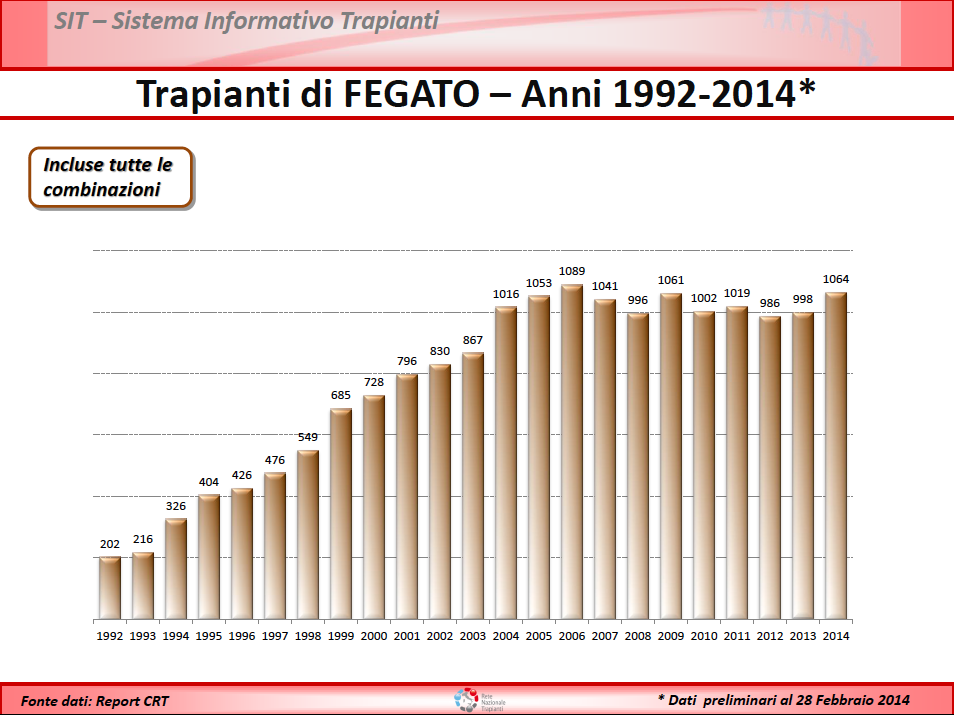 SIT – Sistema Informativo Trapianti
Trapianti di FEGATO – Anni 1992-2014*
Incluse tutte le
combinazioni
202 216 326 404 426 476 549 685 728 796 830 867 1016 1053 1089 1041 996 1061 1002 1019 986 998 1064
1992 1993 1994 1995 1996 1997 1998 1999 2000 2001 2002 2003 2004 2005 2006 2007 2008 2009 2010 2011 2012 2013 2014
Fonte dati: Report CRT
Rete
Nazionale
Trapianti
* Dati preliminari al 28 Febbraio 2014